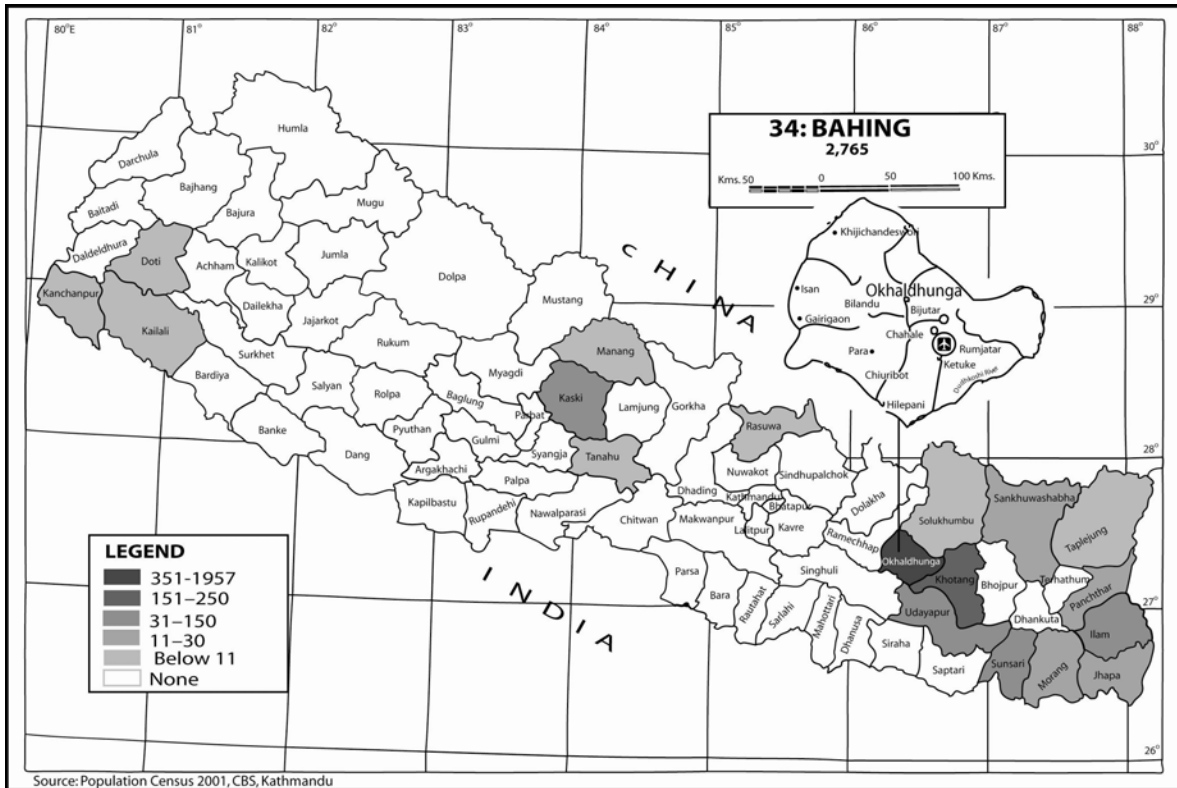 80°E
81°
82°
83°
84°
85°
86°
87°
88°
34: BAHING
2,765
Kms. 50 0 50 100 Kms.
30°
29°
28°
27°
26°
Humla
Darchula
Bajhang
Baitadi
Bajura
Mugu
Daldeldhura
Doti
Achham
Kalikot
Jumla
Dolpa
Kanchanpur
Kailali
Dailekha
Jajarkot
Mustang
Surkhet
Rukum
Manang
Bardiya
Salyan
Rolpa
Myagdi
Baglung
Parbat
Kaski
Lamjung
Gorkha
Banke
Dang
Pyuthan
Gulmi
Syangja
Tanahu
Rasuwa
Argakhachi
Palpa
Nuwakot
Sindhupalchok
Kapilbastu
Rupandehi
Nawalparasi
Dhading
Kathmandu
Bhatapur
Dolakha
Chitwan
Makwanpur
Lalitpur
Kavre
Ramechhap
Solukhumbu
Sankhuwashabha
Taplejung
Okhaldhunga
Khotang
Bhojpur
Terhathum
Panchthar
Parsa
Bara
Rautahat
Sarlahi
Mahottari
Dhanusa
Singhuli
Siraha
Udayapur
Saptari
Dhankuta
Sunsari
Morang
Ilam
Jhapa
CHINA
INDIA
Khijichandeswori
Isan
Okhaldhunga
Bilandu
Bijutar
Gairigaon
Chahale
Para
Rumjatar
Ketuke
Chiuribot
Dudhkoshi River
Hilepani
LEGEND
351-1957
151–250
31–150
11–30
Below 11
None
Source: Population Census 2001, CBS, Kathmandu